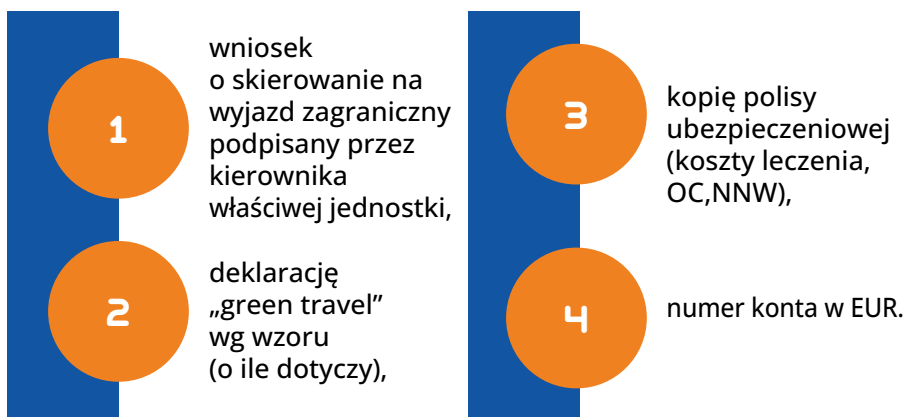 1
wniosek
o skierowanie na
wyjazd zagraniczny
podpisany przez
kierownika
właściwej jednostki,
2
deklarację
„green travel”
wg wzoru
(o ile dotyczy),
3
kopię polisy
ubezpieczeniowej
(koszty leczenia,
OC,NNW),
4
numer konta w EUR.